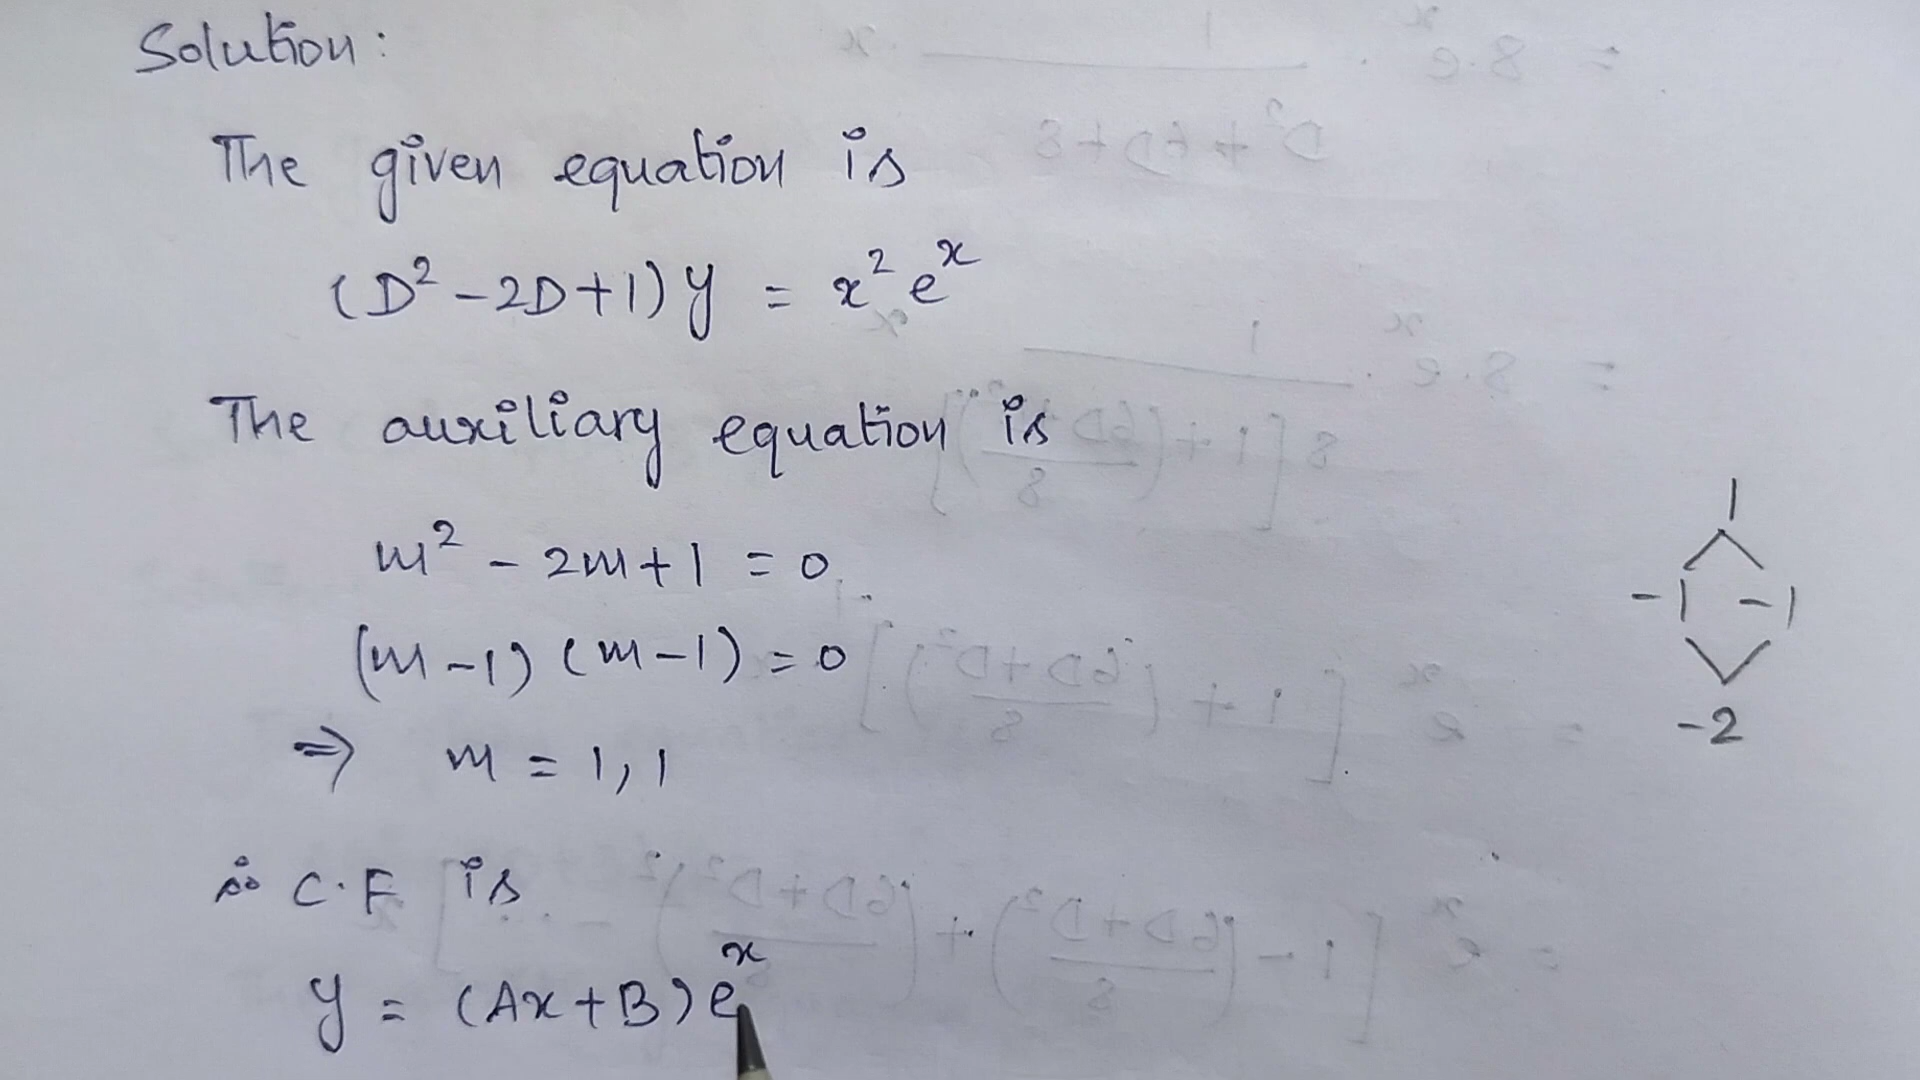 Solution:
The given equation is
(D² - 2D + 1) y = x² eˣ
The auxiliary equation is
m² - 2m + 1 = 0
(m - 1) (m - 1) = 0
⇒ m = 1, 1
∴ C.F is
y = (Ax + B) eˣ
1
-1 -1
-2